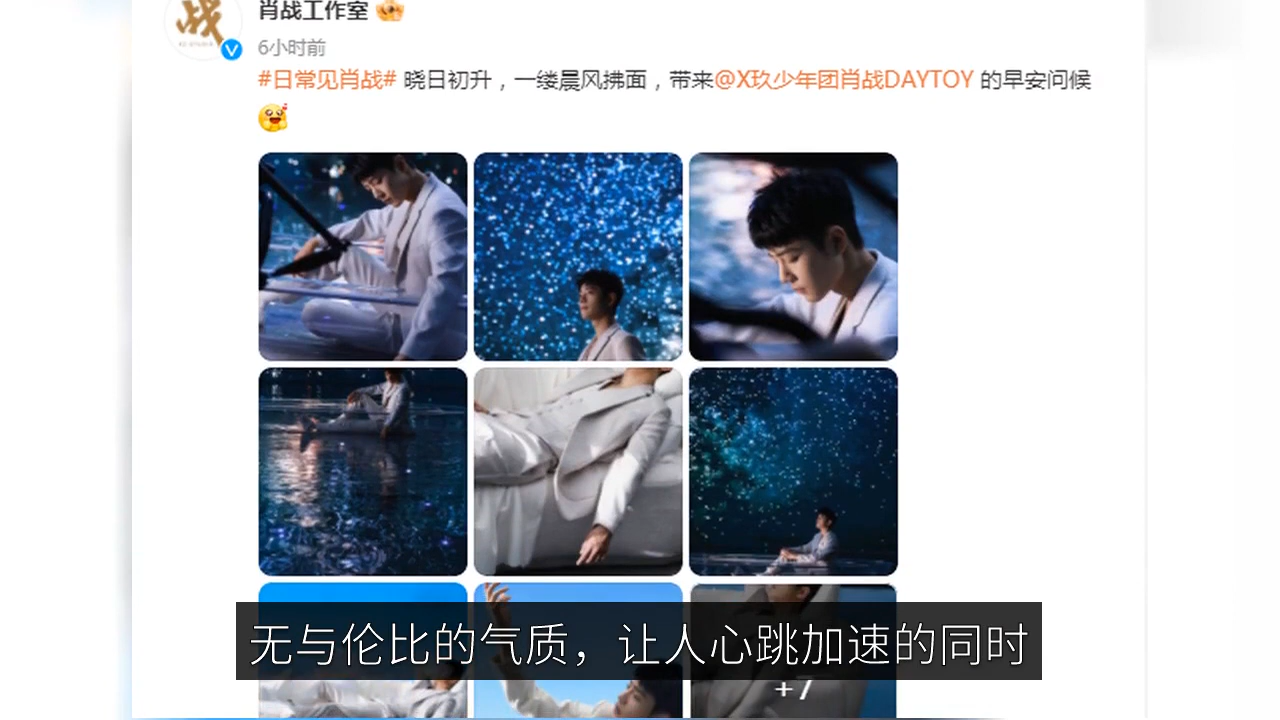 战
肖战工作室
6小时前
#日常见肖战# 晓日初升，一缕晨风拂面，带来@X玖少年团肖战DAYTOY 的早安问候
+7
无与伦比的气质，让人心跳加速的同时